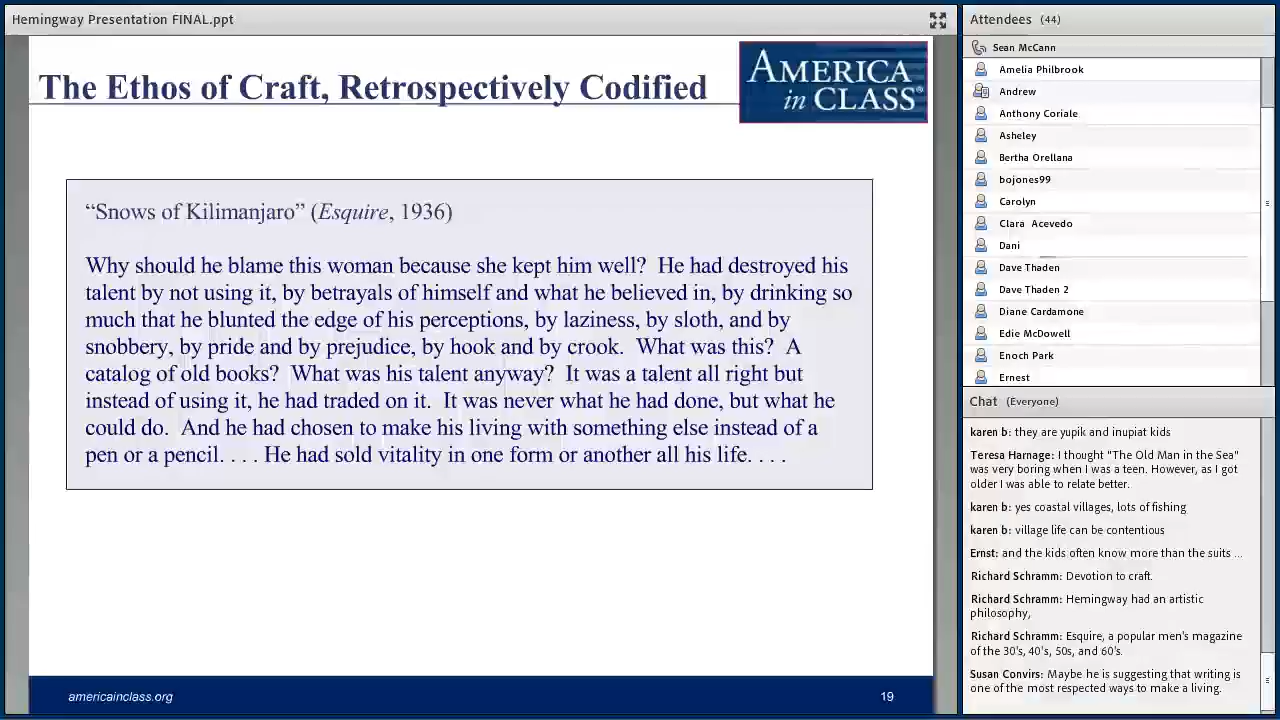 Hemingway Presentation FINAL.ppt
The Ethos of Craft, Retrospectively Codified
AMERICA
in CLASS®
“Snows of Kilimanjaro” (Esquire, 1936)
Why should he blame this woman because she kept him well?  He had destroyed his
talent by not using it, by betrayals of himself and what he believed in, by drinking so
much that he blunted the edge of his perceptions, by laziness, by sloth, and by
snobbery, by pride and by prejudice, by hook and by crook.  What was this?  A
catalog of old books?  What was his talent anyway?  It was a talent all right but
instead of using it, he had traded on it.  It was never what he had done, but what he
could do.  And he had chosen to make his living with something else instead of a
pen or a pencil. . . . He had sold vitality in one form or another all his life. . . .
americainclass.org
19
Attendees (44)
Sean McCann
Amelia Philbrook
Andrew
Anthony Coriale
Asheley
Bertha Orellana
bojones99
Carolyn
Clara Acevedo
Dani
Dave Thaden
Dave Thaden 2
Diane Cardamone
Edie McDowell
Enoch Park
Ernest
Chat (Everyone)
karen b: they are yupik and inupiat kids
Teresa Harnage: I thought "The Old Man in the Sea"
was very boring when I was a teen. However, as I got
older I was able to relate better.
karen b: yes coastal villages, lots of fishing
karen b: village life can be contentious
Ernst: and the kids often know more than the suits ...
Richard Schramm: Devotion to craft.
Richard Schramm: Hemingway had an artistic
philosophy,
Richard Schramm: Esquire, a popular men's magazine
of the 30's, 40's, 50s, and 60's.
Susan Convirs: Maybe he is suggesting that writing is
one of the most respected ways to make a living.